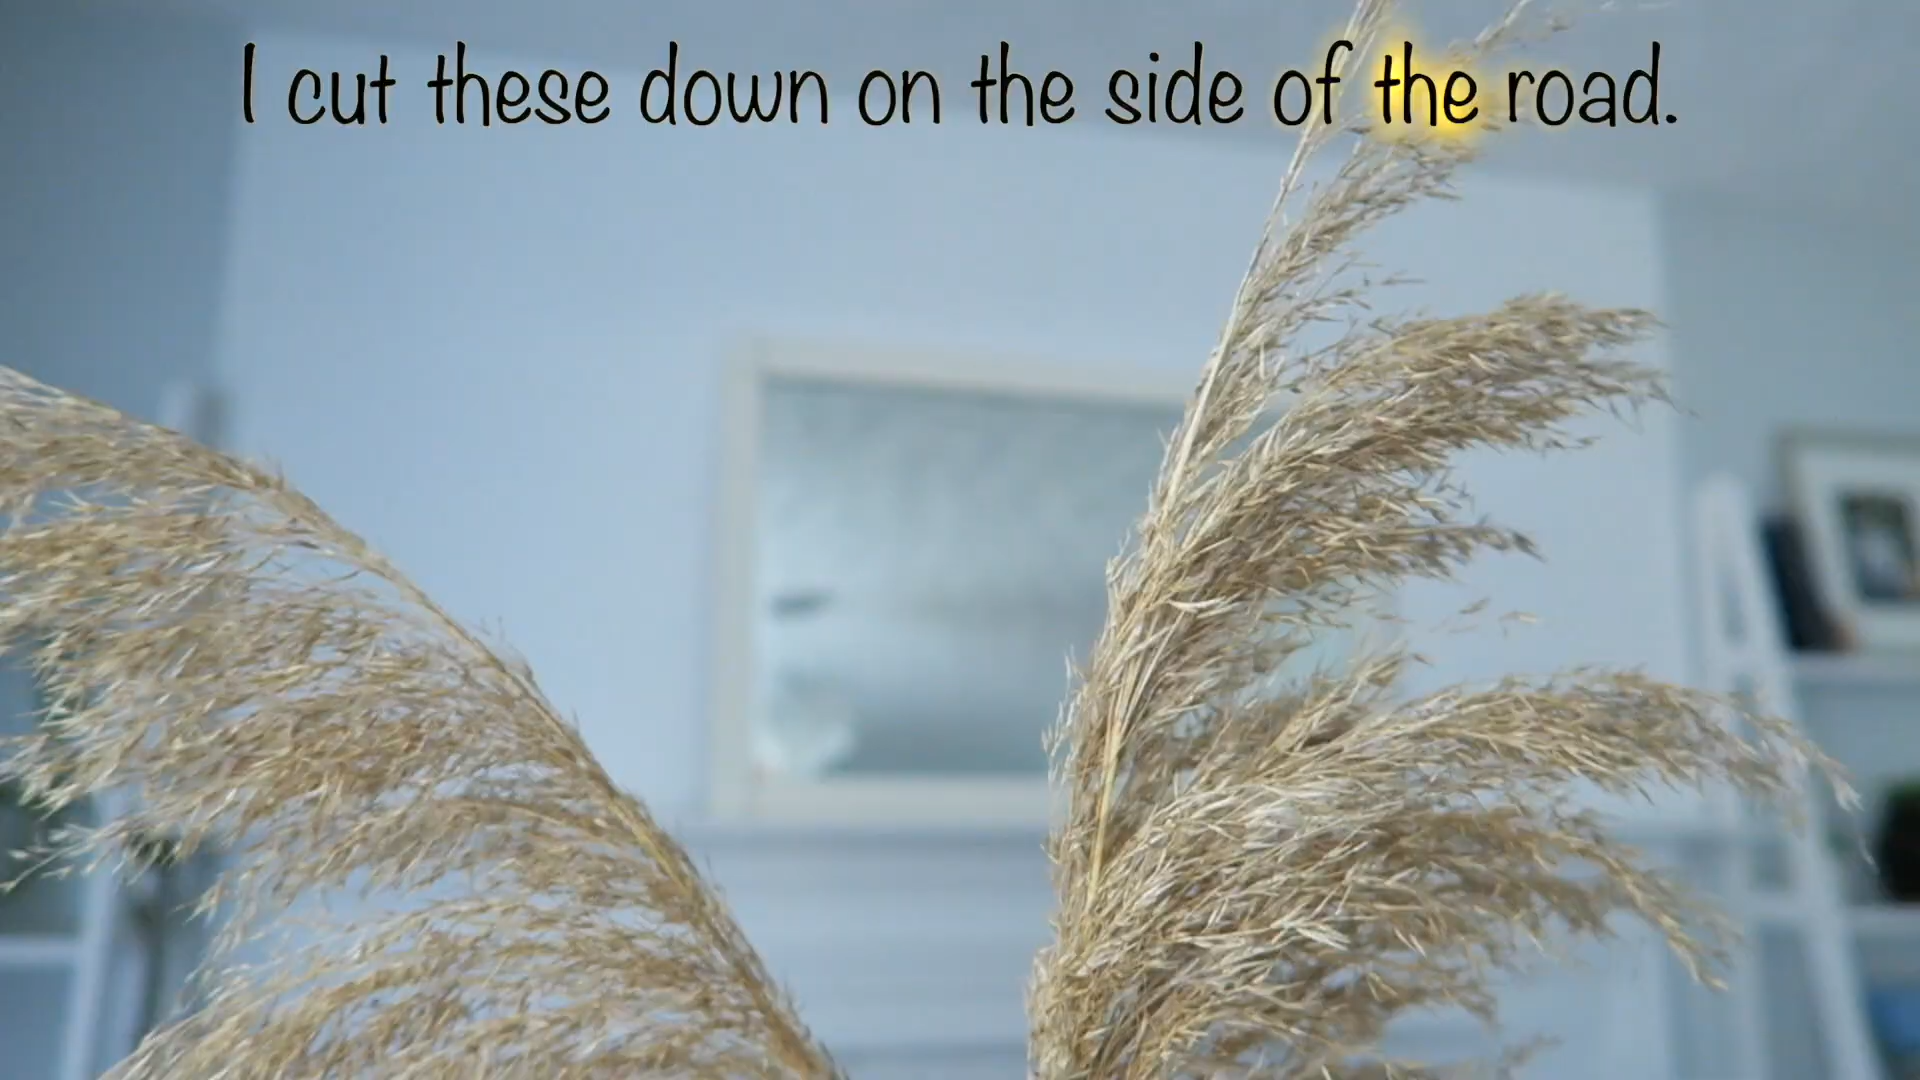 I cut these down on the side of the road.